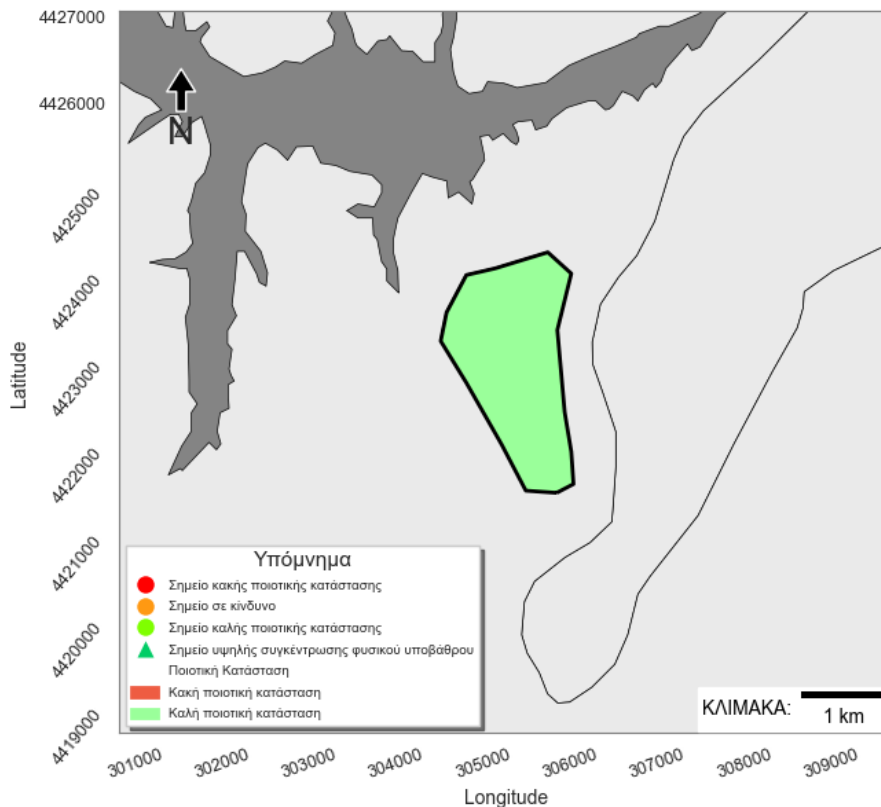 4427000
4426000
4425000
4424000
4423000
4422000
4421000
4420000
4419000
Latitude
N
Υπόμνημα
Σημείο κακής ποιοτικής κατάστασης
Σημείο σε κίνδυνο
Σημείο καλής ποιοτικής κατάστασης
Σημείο υψηλής συγκέντρωσης φυσικού υποβάθρου
Ποιοτική Κατάσταση
Κακή ποιοτική κατάσταση
Καλή ποιοτική κατάσταση
ΚΛΙΜΑΚΑ:
1 km
301000 302000 303000 304000 305000 306000 307000 308000 309000
Longitude